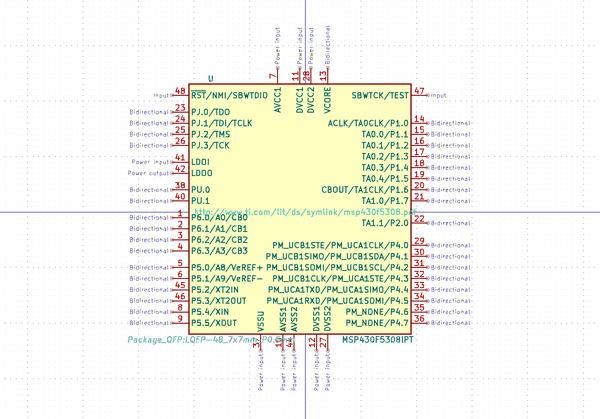 Power input
Power input
Power input
Bidirectional
7
11
28
13
U
AVCC1
DVCC1
DVCC2
VCORE
Input 48 RST/NMI/SBWTDIO
SBWTCK/TEST 47 Input
Bidirectional 23 PJ.0/TDO
Bidirectional 24 PJ.1/TDI/TCLK
Bidirectional 25 PJ.2/TMS
Bidirectional 26 PJ.3/TCK
Power input 41 LDOI
Power output 42 LDOO
Bidirectional 38 PU.0
Bidirectional 40 PU.1
ACLK/TA0CLK/P1.0 14 Bidirectional
TA0.0/P1.1 15 Bidirectional
TA0.1/P1.2 16 Bidirectional
TA0.2/P1.3 17 Bidirectional
TA0.3/P1.4 18 Bidirectional
TA0.4/P1.5 19 Bidirectional
CBOUT/TA1CLK/P1.6 20 Bidirectional
TA1.0/P1.7 21 Bidirectional
http://www.ti.com/lit/ds/symlink/msp430f5308.pdf
TA1.1/P2.0 22 Bidirectional
Bidirectional 1 P6.0/A0/CB0
Bidirectional 2 P6.1/A1/CB1
Bidirectional 3 P6.2/A2/CB2
Bidirectional 4 P6.3/A3/CB3
Bidirectional 5 P5.0/A8/VeREF+
Bidirectional 6 P5.1/A9/VeREF-
Bidirectional 45 P5.2/XT2IN
Bidirectional 46 P5.3/XT2OUT
Bidirectional 8 P5.4/XIN
Bidirectional 9 P5.5/XOUT
PM_UCB1STE/PM_UCA1CLK/P4.0 29 Bidirectional
PM_UCB1SIMO/PM_UCB1SDA/P4.1 30 Bidirectional
PM_UCB1SOMI/PM_UCB1SCL/P4.2 31 Bidirectional
PM_UCB1CLK/PM_UCA1STE/P4.3 32 Bidirectional
PM_UCA1TXD/PM_UCA1SIMO/P4.4 33 Bidirectional
PM_UCA1RXD/PM_UCA1SOMI/P4.5 34 Bidirectional
PM_NONE/P4.6 35 Bidirectional
PM_NONE/P4.7 36 Bidirectional
VSSU
AVSS1
AVSS2
DVSS1
DVSS2
MSP430F5308IPT
12
27
Power input
Power input
Power input
Power input
Power input